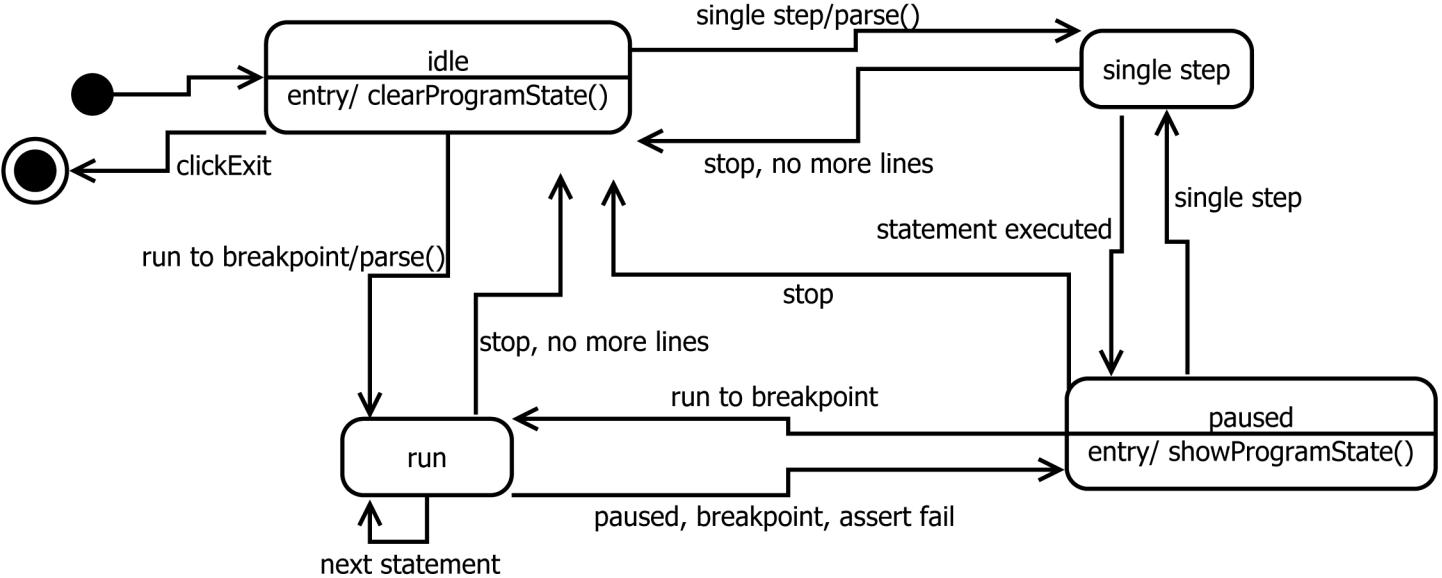 single step/parse()
idle
single step
entry/ clearProgramState()
clickExit
stop, no more lines
single step
statement executed
run to breakpoint/parse()
stop
stop, no more lines
run to breakpoint
paused
run
entry/ showProgramState()
paused, breakpoint, assert fail
next statement